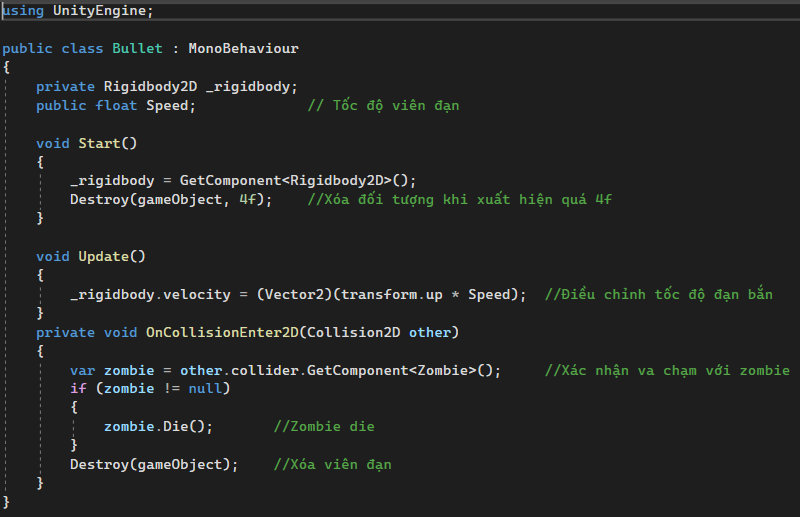 using UnityEngine;
public class Bullet : MonoBehaviour
{
    private Rigidbody2D _rigidbody;
    public float Speed;             // Tốc độ viên đạn
    void Start()
    {
        _rigidbody = GetComponent<Rigidbody2D>();
        Destroy(gameObject, 4f);    //Xóa đối tượng khi xuất hiện quá 4f
    }
    void Update()
    {
        _rigidbody.velocity = (Vector2)(transform.up * Speed);  //Điều chỉnh tốc độ đạn bắn
    }
    private void OnCollisionEnter2D(Collision2D other)
    {
        var zombie = other.collider.GetComponent<Zombie>();     //Xác nhận va chạm với zombie
        if (zombie != null)
        {
            zombie.Die();       //Zombie die
        }
        Destroy(gameObject);    //Xóa viên đạn
    }
}